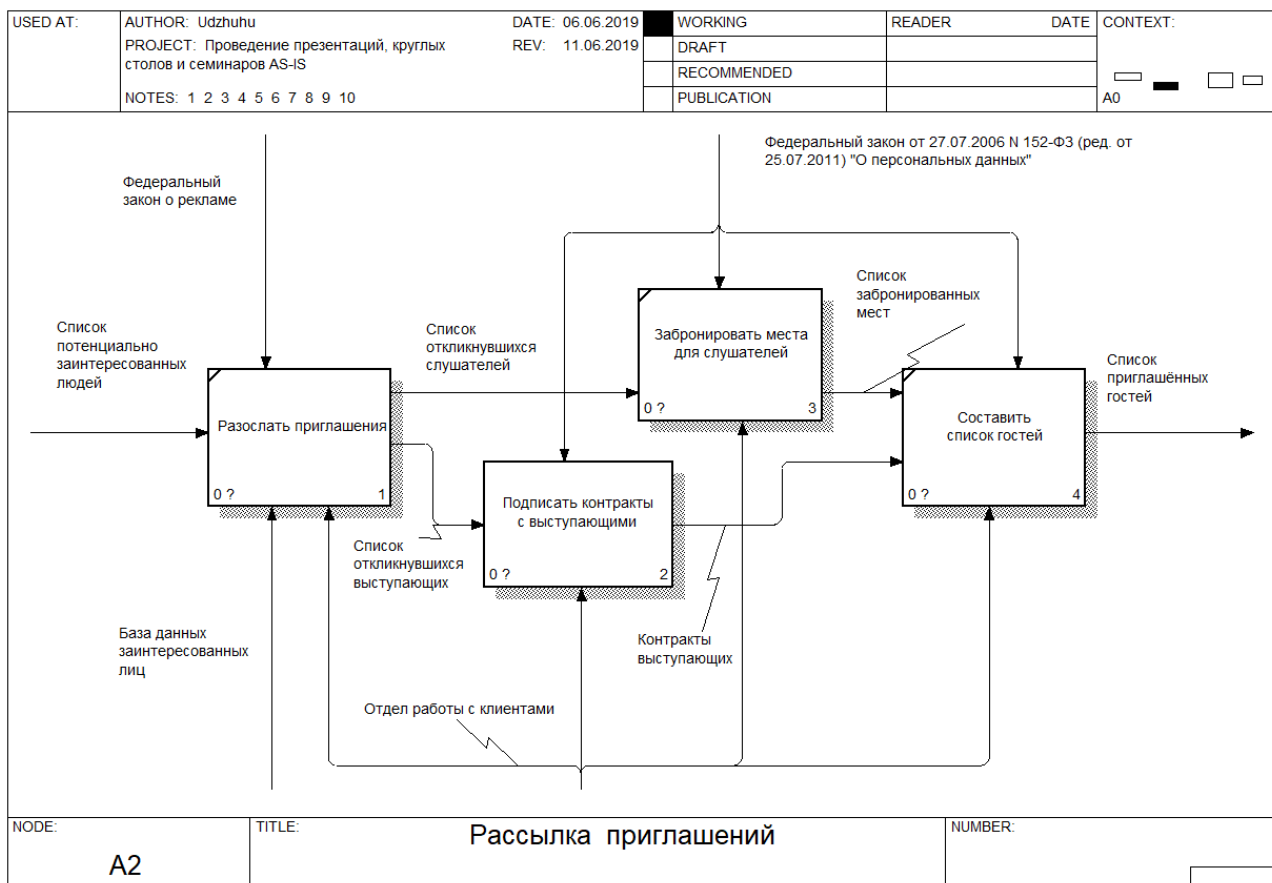 USED AT:
AUTHOR: Udzhuhu
DATE: 06.06.2019
PROJECT: Проведение презентаций, круглых
столов и семинаров AS-IS
REV: 11.06.2019
NOTES: 1 2 3 4 5 6 7 8 9 10
WORKING
DRAFT
RECOMMENDED
PUBLICATION
READER
DATE
CONTEXT:
A0
Федеральный
закон о рекламе
Федеральный закон от 27.07.2006 N 152-ФЗ (ред. от
25.07.2011) "О персональных данных"
Список
потенциально
заинтересованных
людей
Список
откликнувшихся
слушателей
Список
забронированных
мест
Список
приглашённых
гостей
Забронировать места
для слушателей
0 ?
3
Разослать приглашения
0 ?
1
Составить
список гостей
0 ?
4
Подписать контракты
с выступающими
0 ?
2
Список
откликнувшихся
выступающих
База данных
заинтересованных
лиц
Контракты
выступающих
Отдел работы с клиентами
NODE:
A2
TITLE:
Рассылка приглашений
NUMBER: